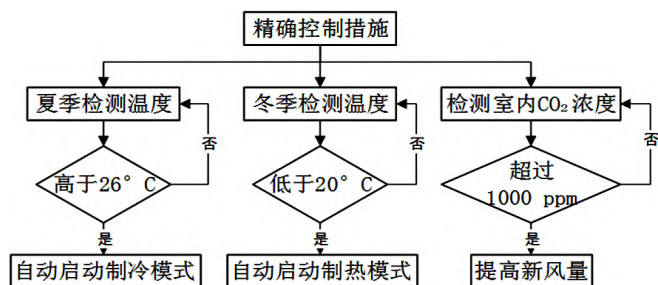 精确控制措施
夏季检测温度
冬季检测温度
检测室内CO₂浓度
否
否
否
高于26° C
低于20° C
超过
1000 ppm
是
是
是
自动启动制冷模式
自动启动制热模式
提高新风量